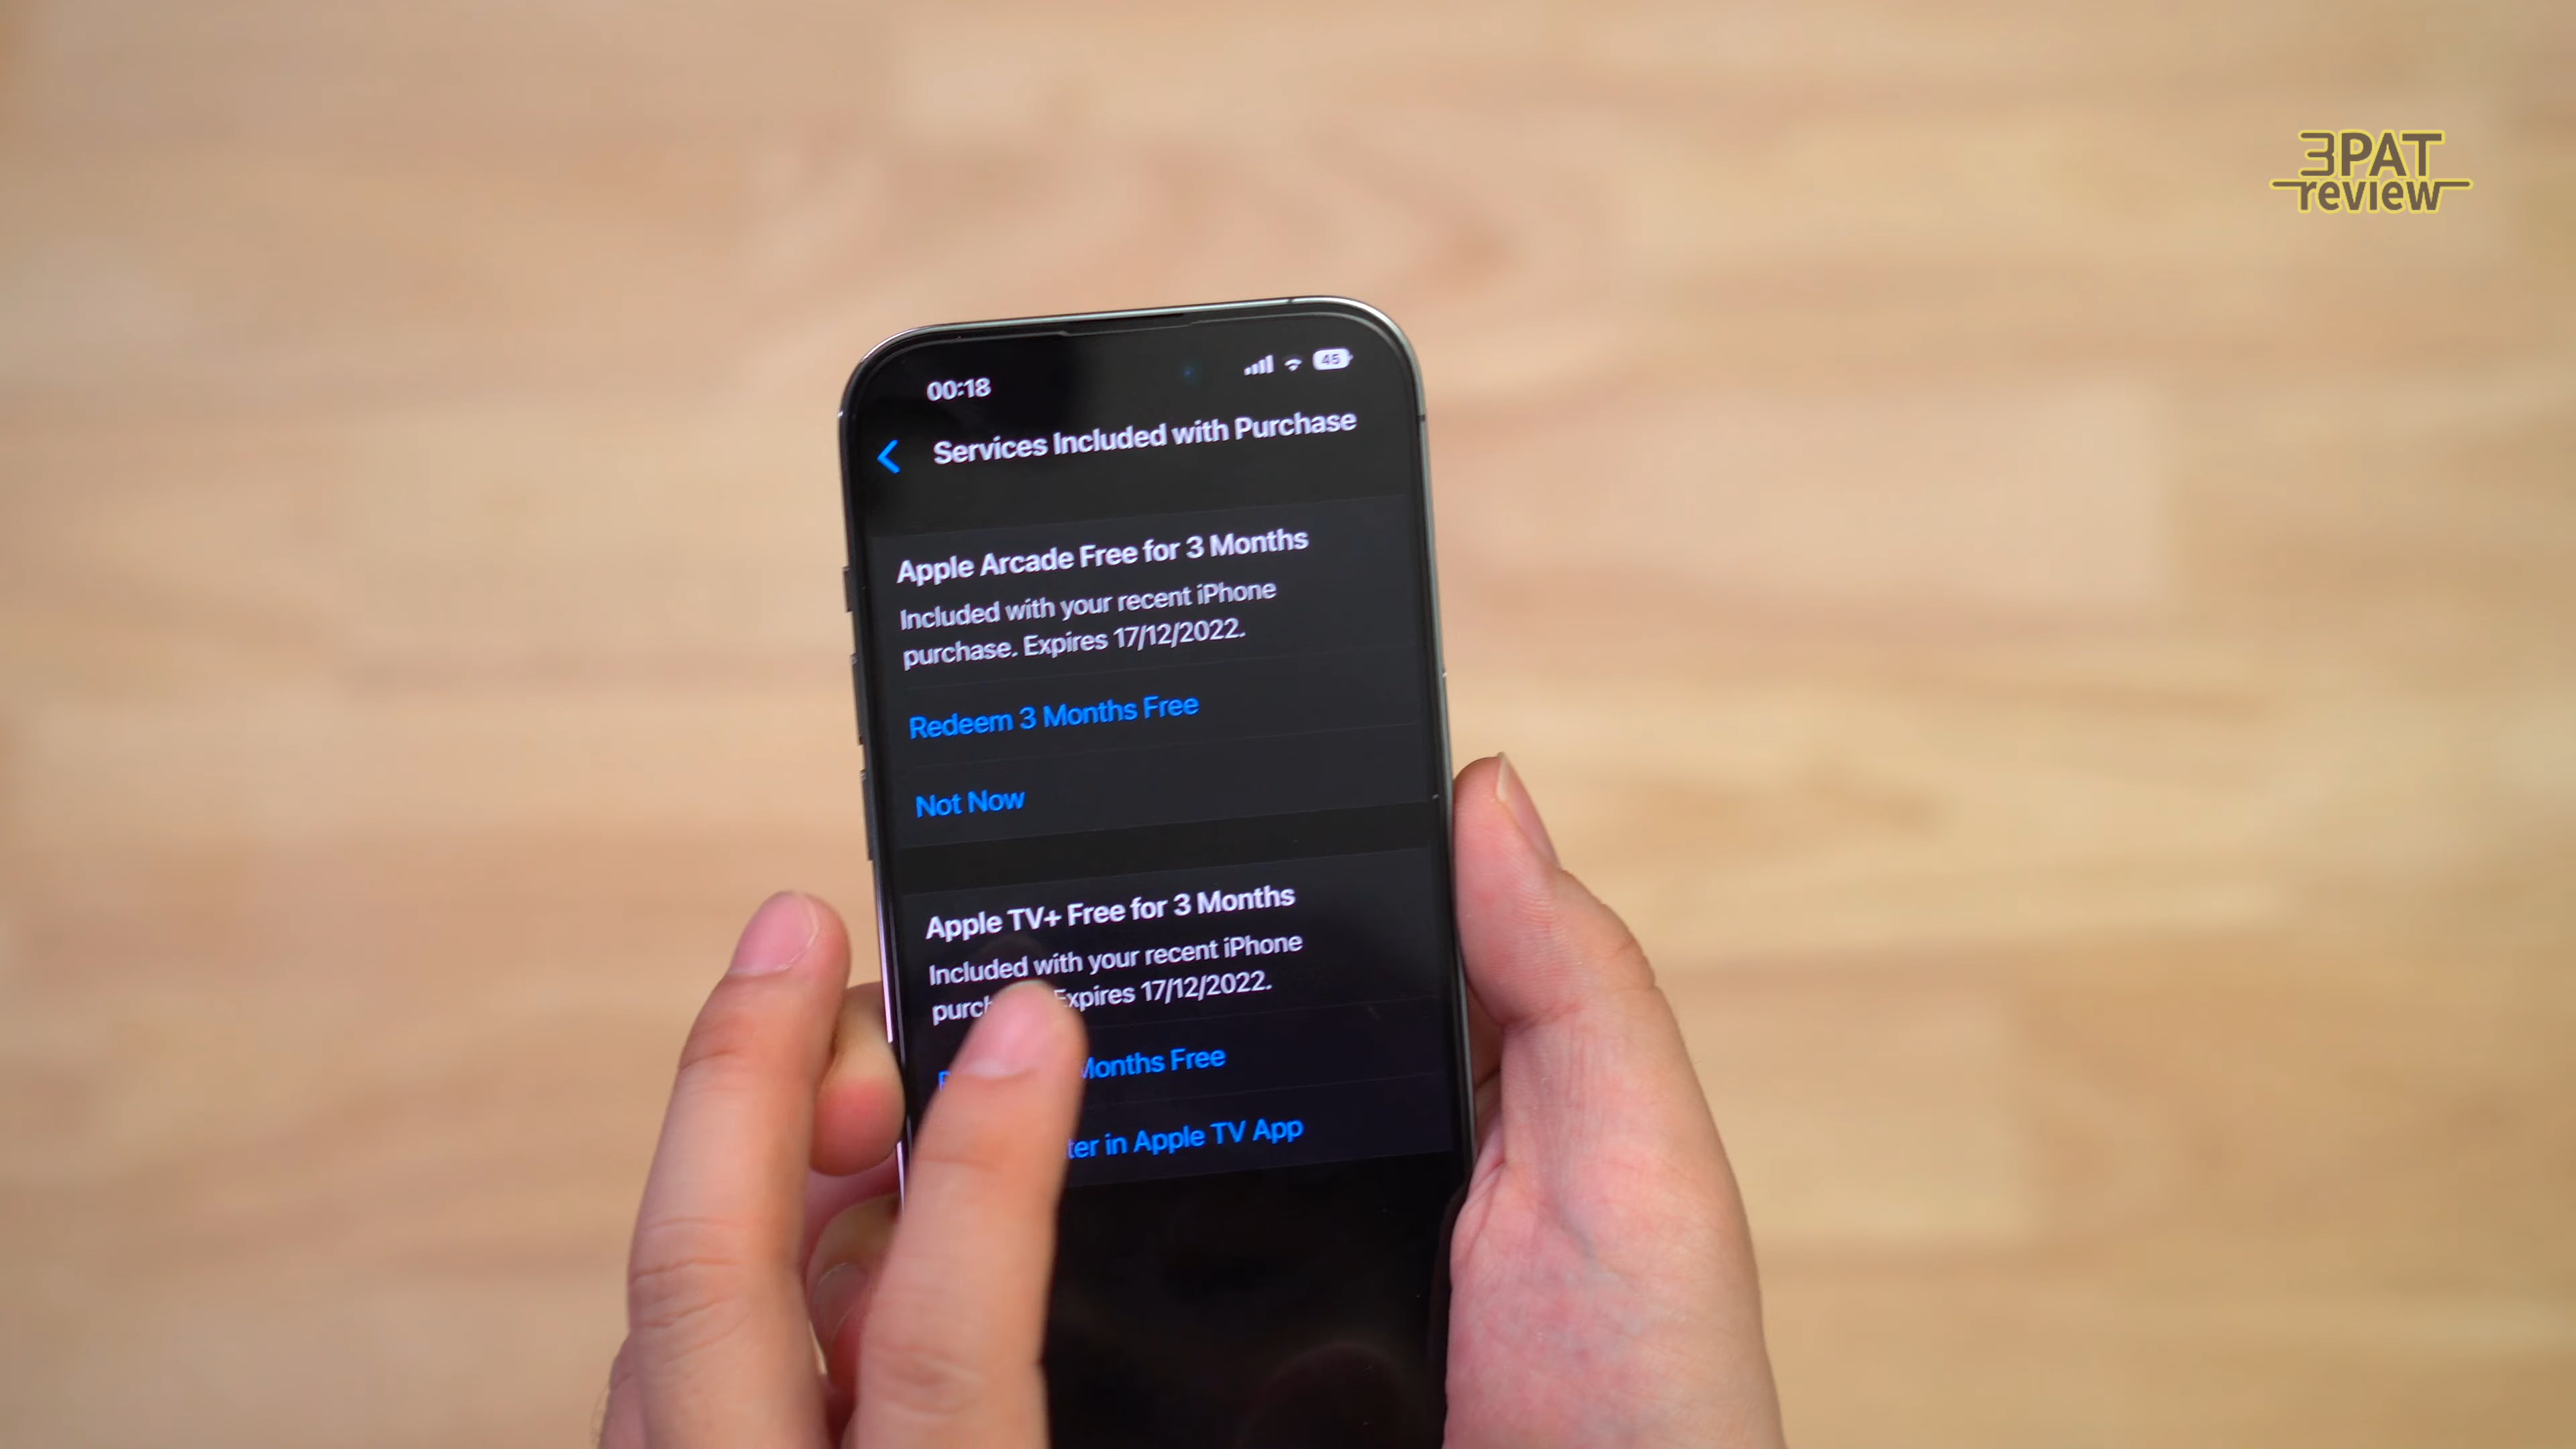 3PAT
review
00:18
45
Services Included with Purchase
Apple Arcade Free for 3 Months
Included with your recent iPhone
purchase. Expires 17/12/2022.
Redeem 3 Months Free
Not Now
Apple TV+ Free for 3 Months
Included with your recent iPhone
Expires 17/12/2022.
Months Free
in Apple TV App